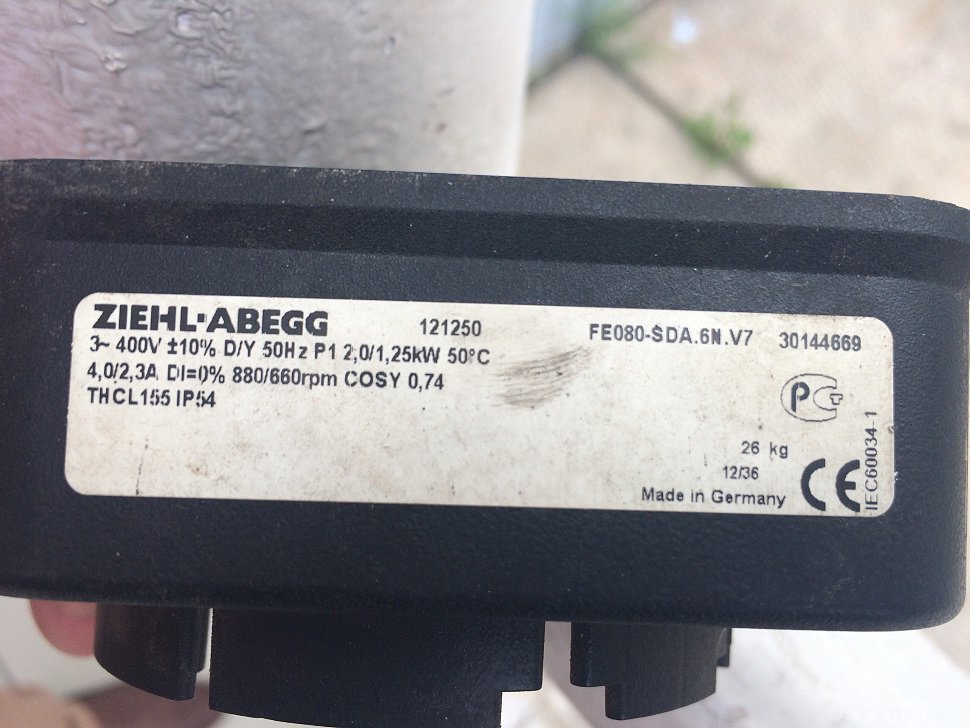 ZIEHL-ABEGG 121250 FE080-SDA.6N.V7 30144669
3~ 400V ±10% D/Y 50Hz P1 2,0/1,25kW 50°C
4,0/2,3A DI=0% 880/660rpm COSY 0,74
THCL155 IP54
PC
26 kg
12/36
Made in Germany
CE
IEC60034-1